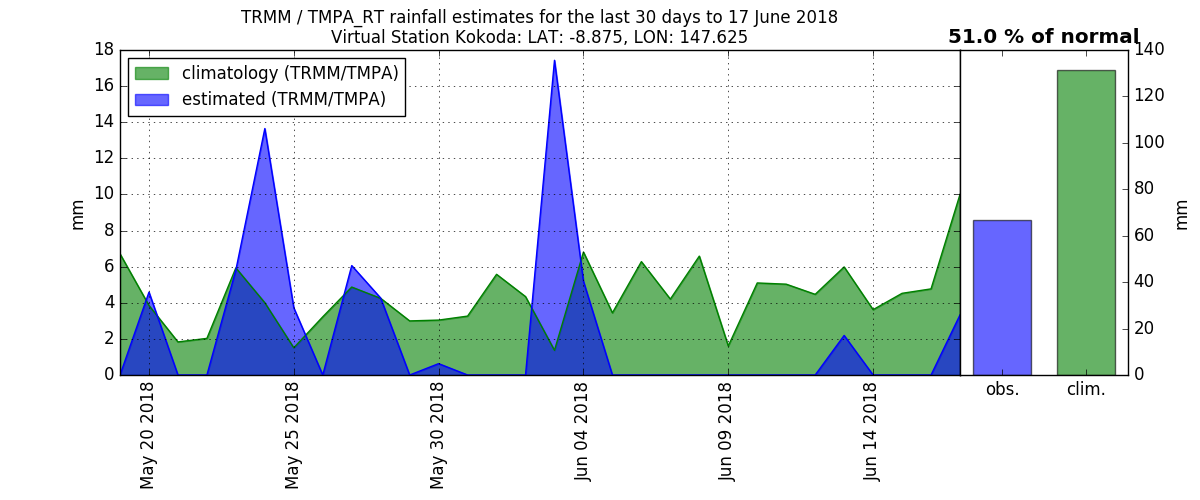 TRMM / TMPA_RT rainfall estimates for the last 30 days to 17 June 2018
Virtual Station Kokoda: LAT: -8.875, LON: 147.625
51.0 % of normal
climatology (TRMM/TMPA)
estimated (TRMM/TMPA)
18
16
14
12
10
8
6
4
2
0
mm
May 20 2018
May 25 2018
May 30 2018
Jun 04 2018
Jun 09 2018
Jun 14 2018
obs.
clim.
140
120
100
80
60
40
20
0
mm